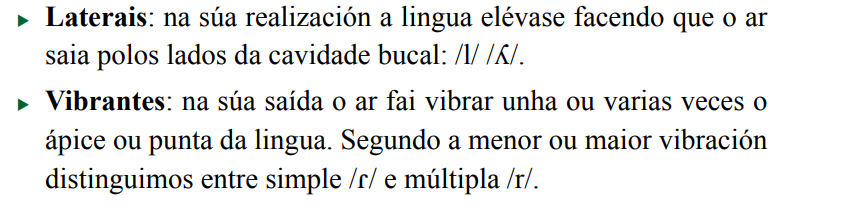 ▸ Laterais: na súa realización a lingua elévase facendo que o ar
saia polos lados da cavidade bucal: /l/ /ʎ/.
▸ Vibrantes: na súa saída o ar fai vibrar unha ou varias veces o
ápice ou punta da lingua. Segundo a menor ou maior vibración
distinguimos entre simple /ɾ/ e múltipla /r/.